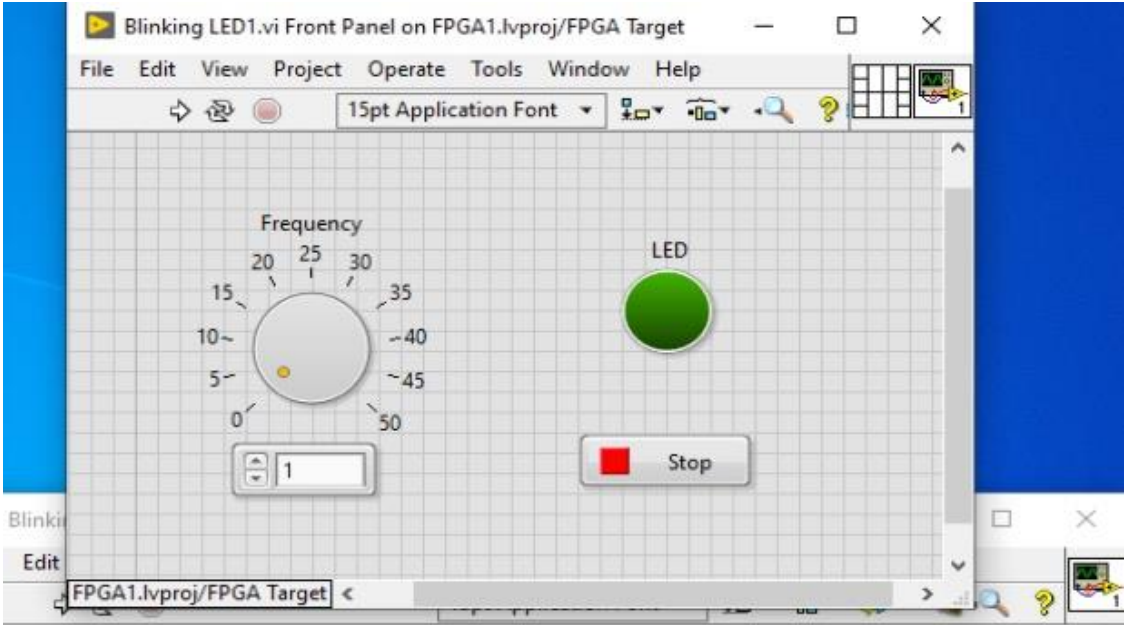 Blinking LED1.vi Front Panel on FPGA1.lvproj/FPGA Target
File Edit View Project Operate Tools Window Help
15pt Application Font
1
Frequency
LED
25
20 30
15 35
10 40
5 45
0 50
1
Stop
Edit
FPGA1.lvproj/FPGA Target
1